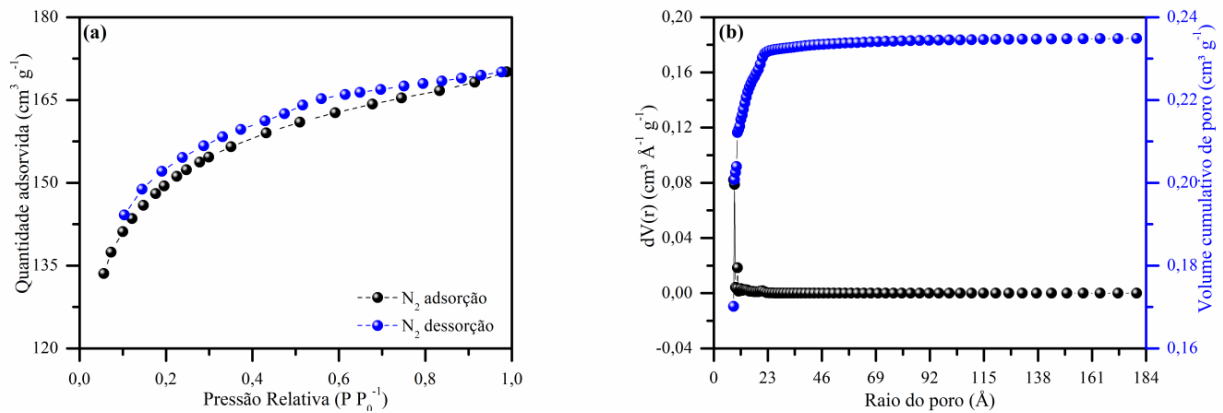 (a)
Quantidade adsorvida (cm³ g⁻¹)
180
165
150
135
120
N₂ adsorção
N₂ dessorção
0,0 0,2 0,4 0,6 0,8 1,0
Pressão Relativa (P P₀⁻¹)
(b)
dV(r) (cm³ Å⁻¹ g⁻¹)
0,20
0,16
0,12
0,08
0,04
0,00
-0,04
0 23 46 69 92 115 138 161 184
Raio do poro (Å)
0,24
0,22
0,20
0,18
0,16
Volume cumulativo de poro (cm³ g⁻¹)